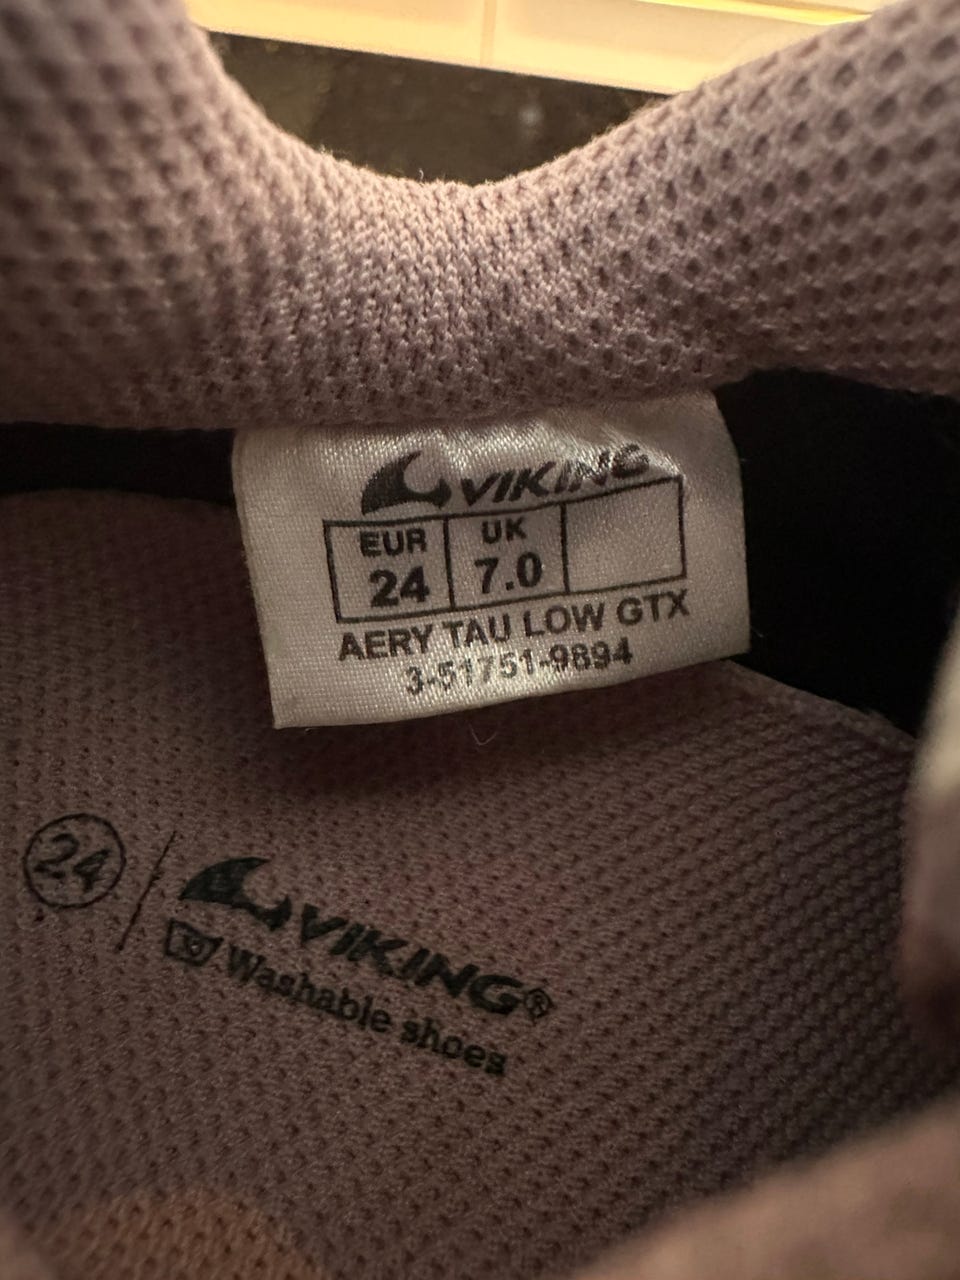 VIKING
EUR UK
24 7.0
AERY TAU LOW GTX
3-51751-9894
24
VIKING®
Washable shoes